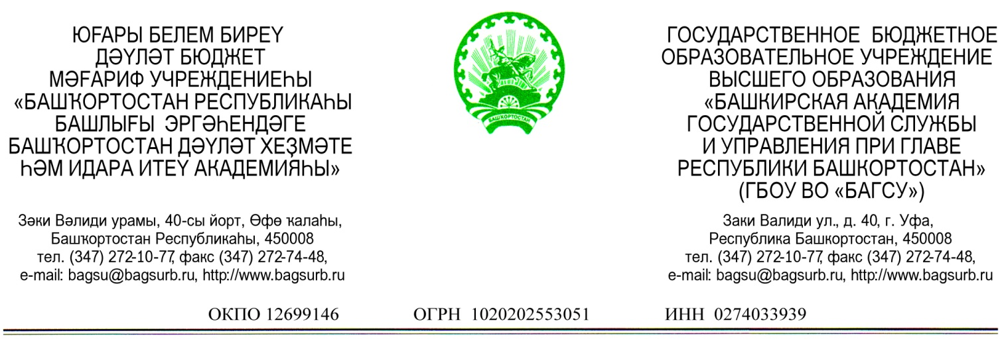 ЮҒАРЫ БЕЛЕМ БИРЕҮ
ДӘҮЛӘТ БЮДЖЕТ
МӘҒАРИФ УЧРЕЖДЕНИЕҺЫ
«БАШҠОРТОСТАН РЕСПУБЛИКАҺЫ
БАШЛЫҒЫ ЭРГӘҺЕНДӘГЕ
БАШҠОРТОСТАН ДӘҮЛӘТ ХЕҘМӘТЕ
ҺӘМ ИДАРА ИТЕҮ АКАДЕМИЯҺЫ»
Зәки Вәлиди урамы, 40-сы йорт, Өфө ҡалаһы,
Башҡортостан Республикаһы, 450008
тел. (347) 272-10-77, факс (347) 272-74-48,
e-mail: bagsu@bagsurb.ru, http://www.bagsurb.ru
БАШҠОРТОСТАН
ГОСУДАРСТВЕННОЕ БЮДЖЕТНОЕ
ОБРАЗОВАТЕЛЬНОЕ УЧРЕЖДЕНИЕ
ВЫСШЕГО ОБРАЗОВАНИЯ
«БАШКИРСКАЯ АКАДЕМИЯ
ГОСУДАРСТВЕННОЙ СЛУЖБЫ
И УПРАВЛЕНИЯ ПРИ ГЛАВЕ
РЕСПУБЛИКИ БАШКОРТОСТАН»
(ГБОУ ВО «БАГСУ»)
Заки Валиди ул., д. 40, г. Уфа,
Республика Башкортостан, 450008
тел. (347) 272-10-77, факс (347) 272-74-48,
e-mail: bagsu@bagsurb.ru, http://www.bagsurb.ru
ОКПО 12699146 ОГРН 1020202553051 ИНН 0274033939